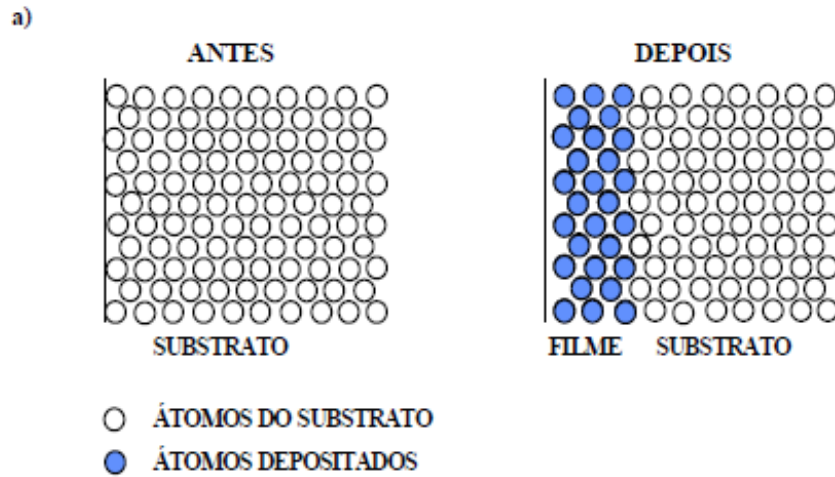 a)
ANTES DEPOIS
SUBSTRATO FILME SUBSTRATO
ÁTOMOS DO SUBSTRATO
ÁTOMOS DEPOSITADOS